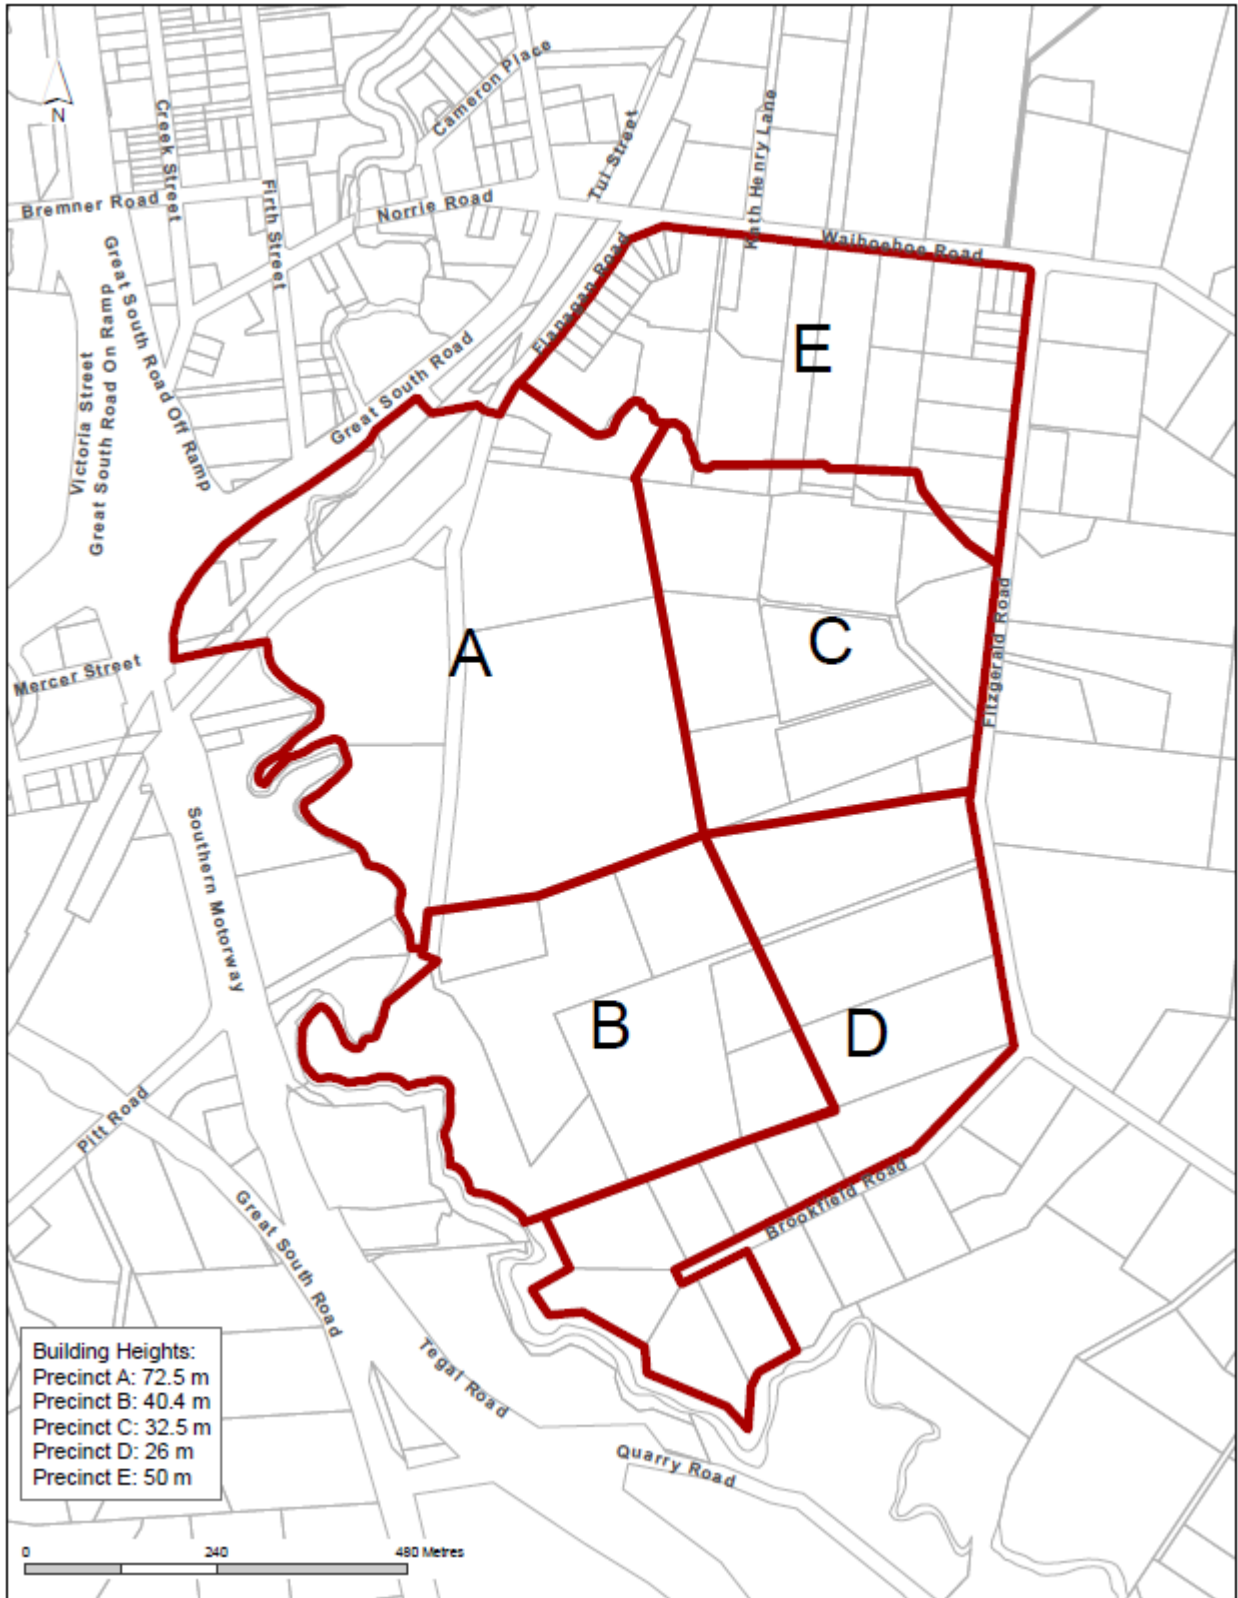 Cameron Place
Tui Street
Kath Henry Lane
Creek Street
Firth Street
N
Bremner Road
Norrie Road
Waihoehoe Road
Flanagan Road
Great South Road Off Ramp
Great South Road On Ramp
Victoria Street
Great South Road
E
A
C
Mercer Street
Fitzgerald Road
Southern Motorway
B
D
Pitt Road
Brookfield Road
Great South Road
Tegal Road
Quarry Road
Building Heights:
Precinct A: 72.5 m
Precinct B: 40.4 m
Precinct C: 32.5 m
Precinct D: 26 m
Precinct E: 50 m
0 240 480 Metres